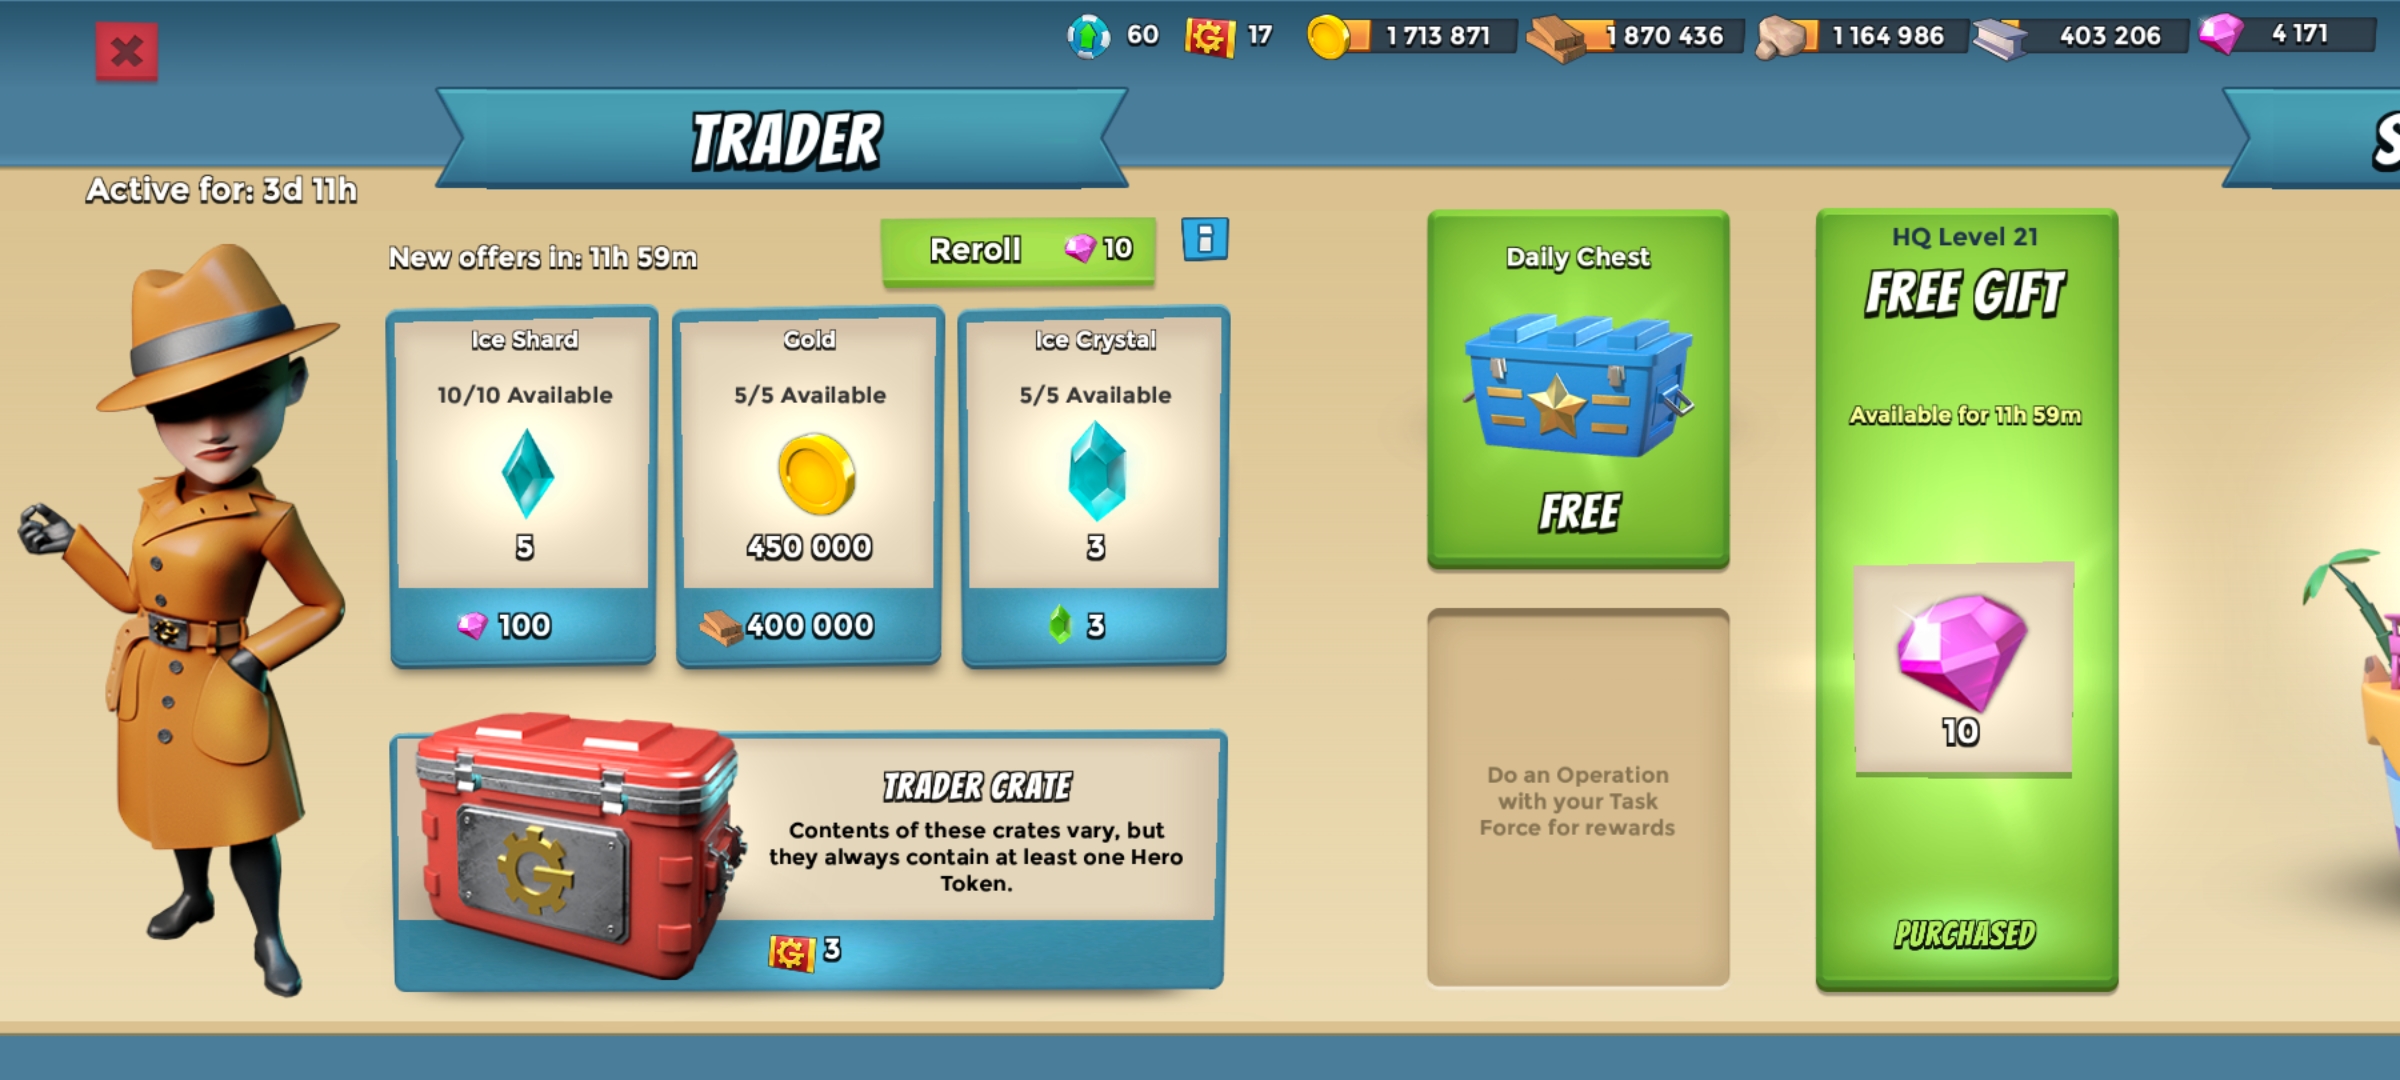 60
17
1 713 871
1 870 436
1 164 986
403 206
4 171
TRADER
S
Active for: 3d 11h
New offers in: 11h 59m
Reroll 10
Ice Shard
10/10 Available
5
100
Gold
5/5 Available
450 000
400 000
Ice Crystal
5/5 Available
3
3
TRADER CRATE
Contents of these crates vary, but
they always contain at least one Hero
Token.
3
Daily Chest
FREE
Do an Operation
with your Task
Force for rewards
HQ Level 21
FREE GIFT
Available for 11h 59m
10
PURCHASED